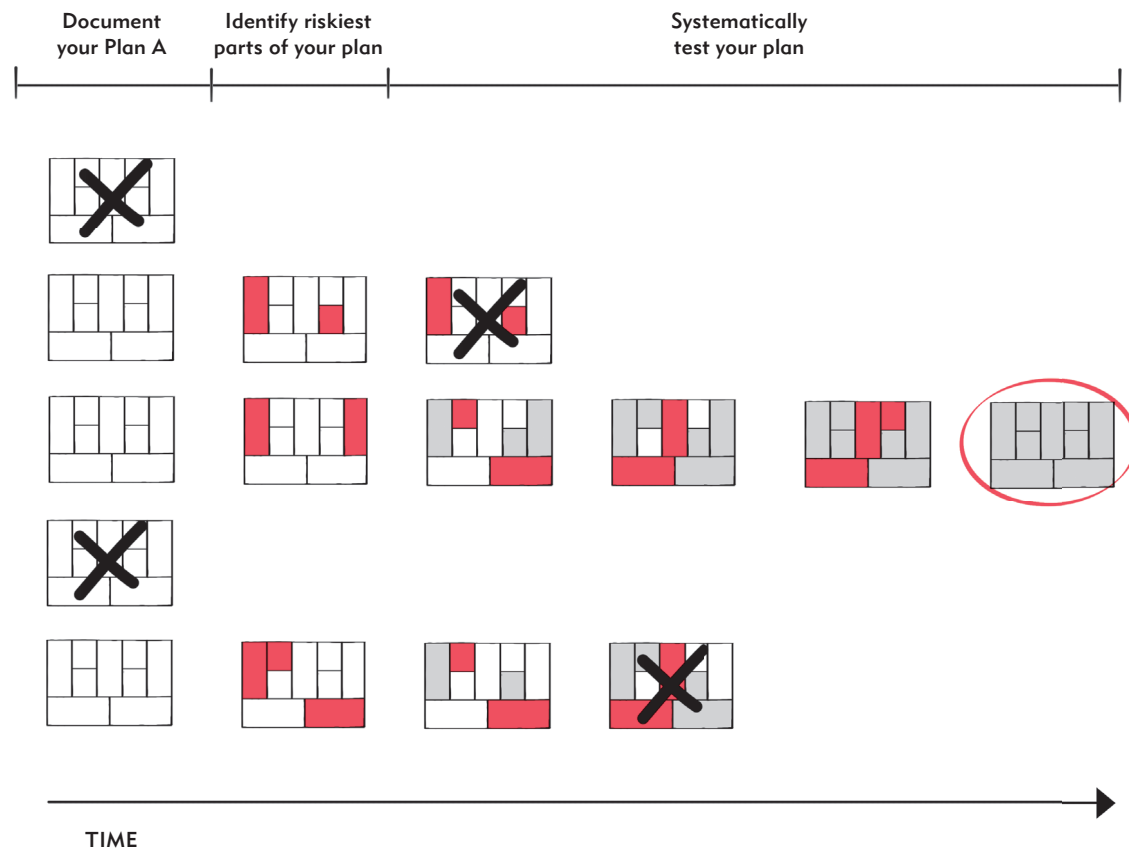 Document
your Plan A
Identify riskiest
parts of your plan
Systematically
test your plan
TIME